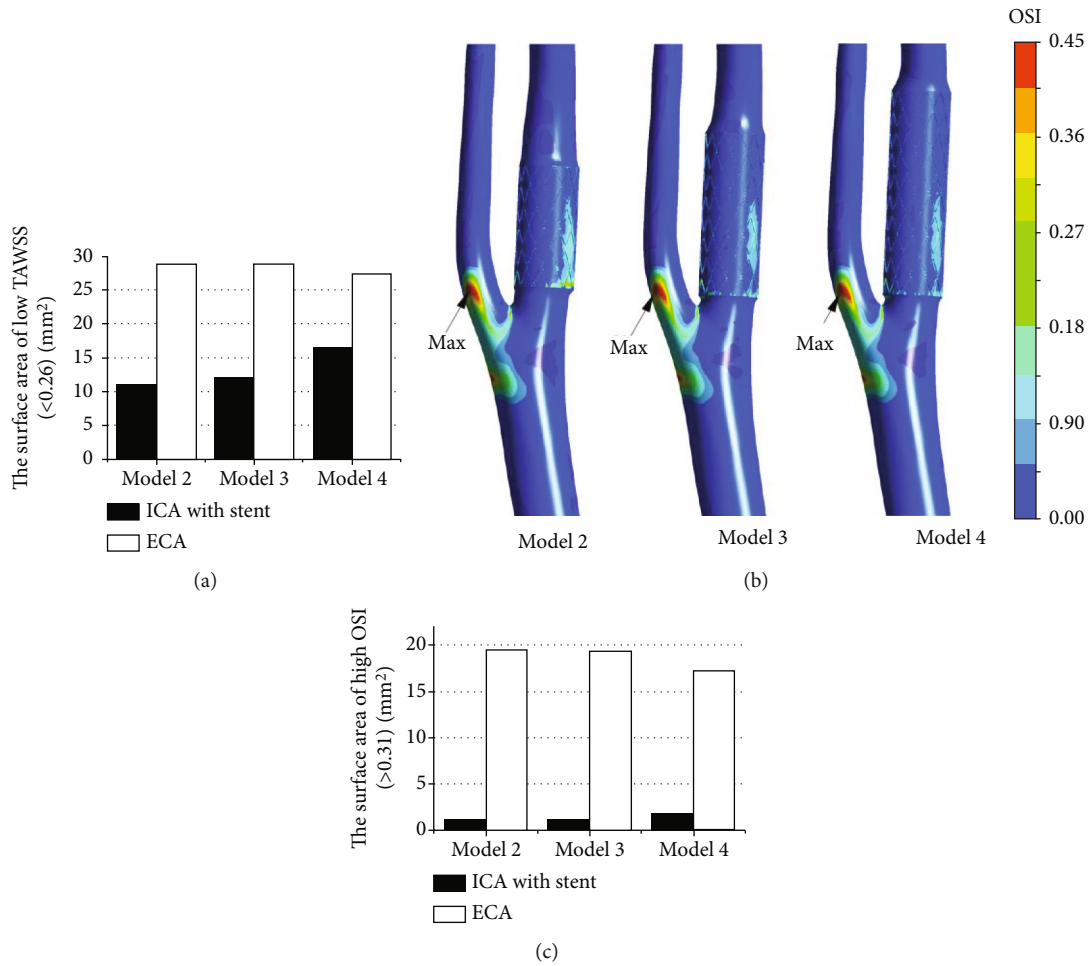 The surface area of low TAWSS
(<0.26) (mm²)
30
25
20
15
10
5
0
Model 2
Model 3
Model 4
ICA with stent
ECA
(a)
OSI
0.45
0.36
0.27
0.18
0.90
0.00
Max
Max
Max
Model 2
Model 3
Model 4
(b)
The surface area of high OSI
(>0.31) (mm²)
20
15
10
5
0
Model 2
Model 3
Model 4
ICA with stent
ECA
(c)